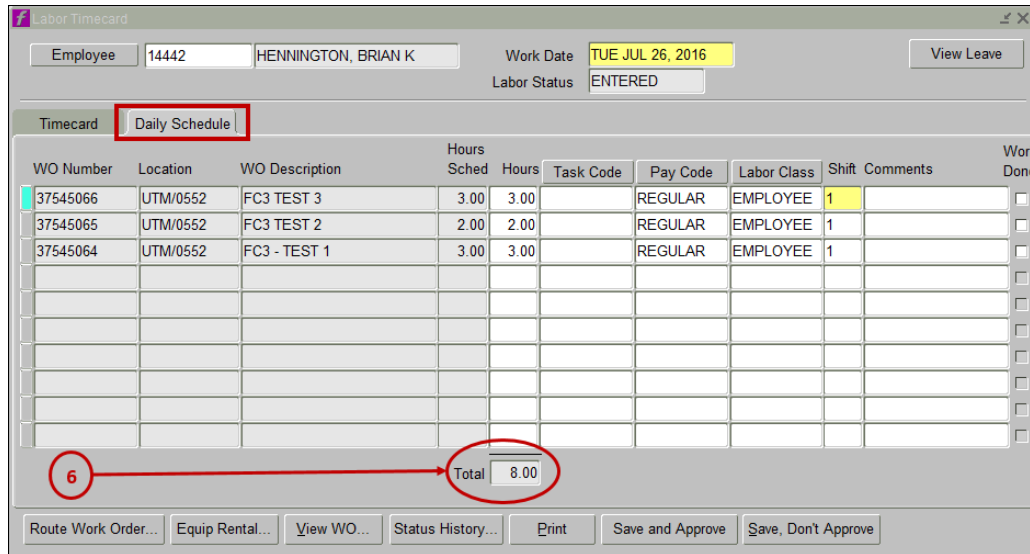 f Labor Timecard
Employee 14442 HENNINGTON, BRIAN K Work Date TUE JUL 26, 2016 View Leave
Labor Status ENTERED
Timecard Daily Schedule
WO Number Location WO Description Hours Sched Hours Task Code Pay Code Labor Class Shift Comments Wor Done
37545066 UTM/0552 FC3 TEST 3 3.00 3.00 REGULAR EMPLOYEE 1
37545065 UTM/0552 FC3 TEST 2 2.00 2.00 REGULAR EMPLOYEE 1
37545064 UTM/0552 FC3 - TEST 1 3.00 3.00 REGULAR EMPLOYEE 1
6 Total 8.00
Route Work Order... Equip Rental... View WO... Status History... Print Save and Approve Save, Don't Approve